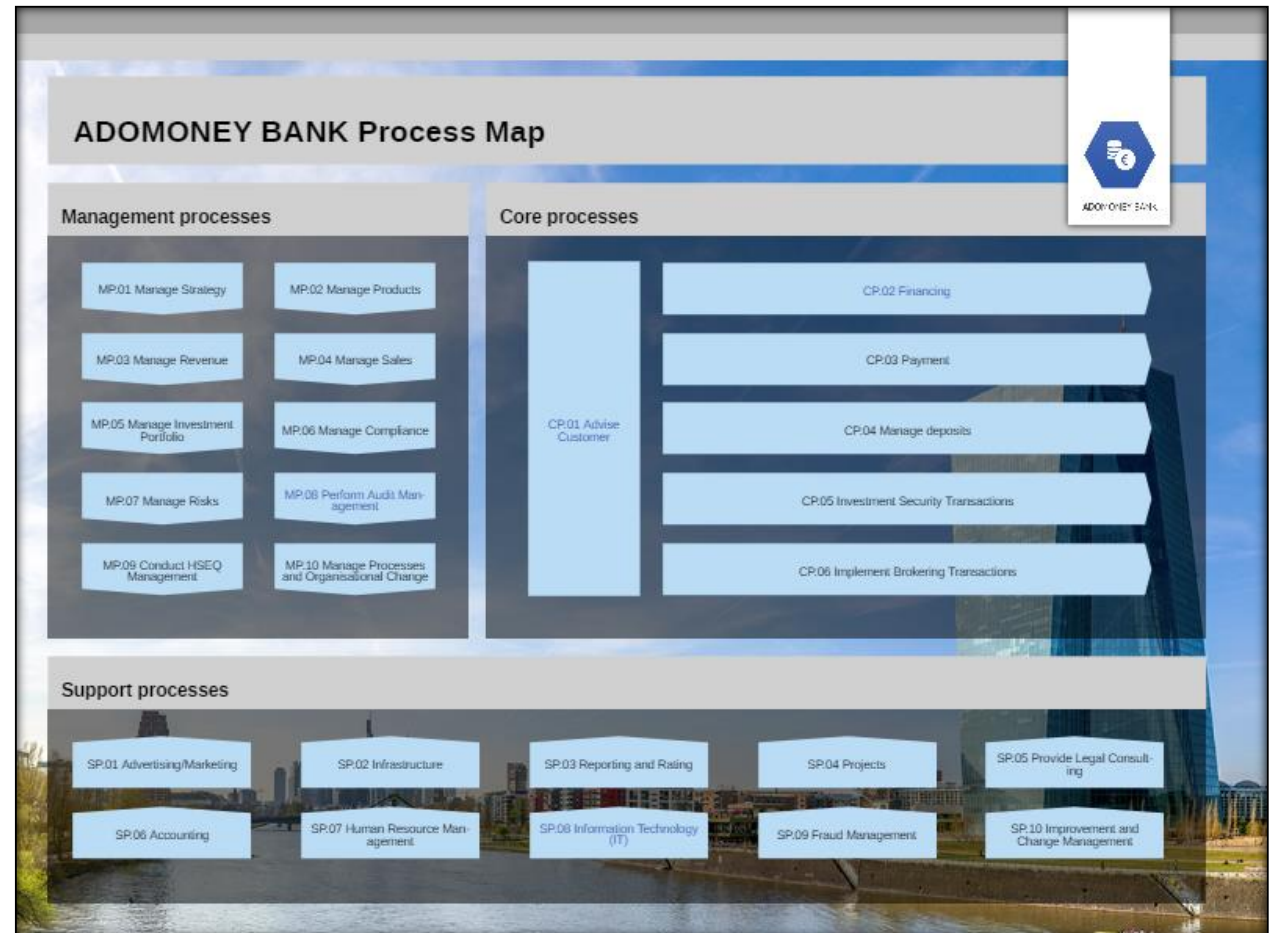 ADOMONEY BANK Process Map
ADOMONEY BANK
Management processes
Core processes
MP.01 Manage Strategy
MP.02 Manage Products
MP.03 Manage Revenue
MP.04 Manage Sales
MP.05 Manage Investment
Portfolio
MP.06 Manage Compliance
MP.07 Manage Risks
MP.08 Perform Audit Man-
agement
MP.09 Conduct HSEQ
Management
MP.10 Manage Processes
and Organisational Change
CP.01 Advise
Customer
CP.02 Financing
CP.03 Payment
CP.04 Manage deposits
CP.05 Investment Security Transactions
CP.06 Implement Brokering Transactions
Support processes
SP.01 Advertising/Marketing
SP.02 Infrastructure
SP.03 Reporting and Rating
SP.04 Projects
SP.05 Provide Legal Consult-
ing
SP.06 Accounting
SP.07 Human Resource Man-
agement
SP.08 Information Technology
(IT)
SP.09 Fraud Management
SP.10 Improvement and
Change Management